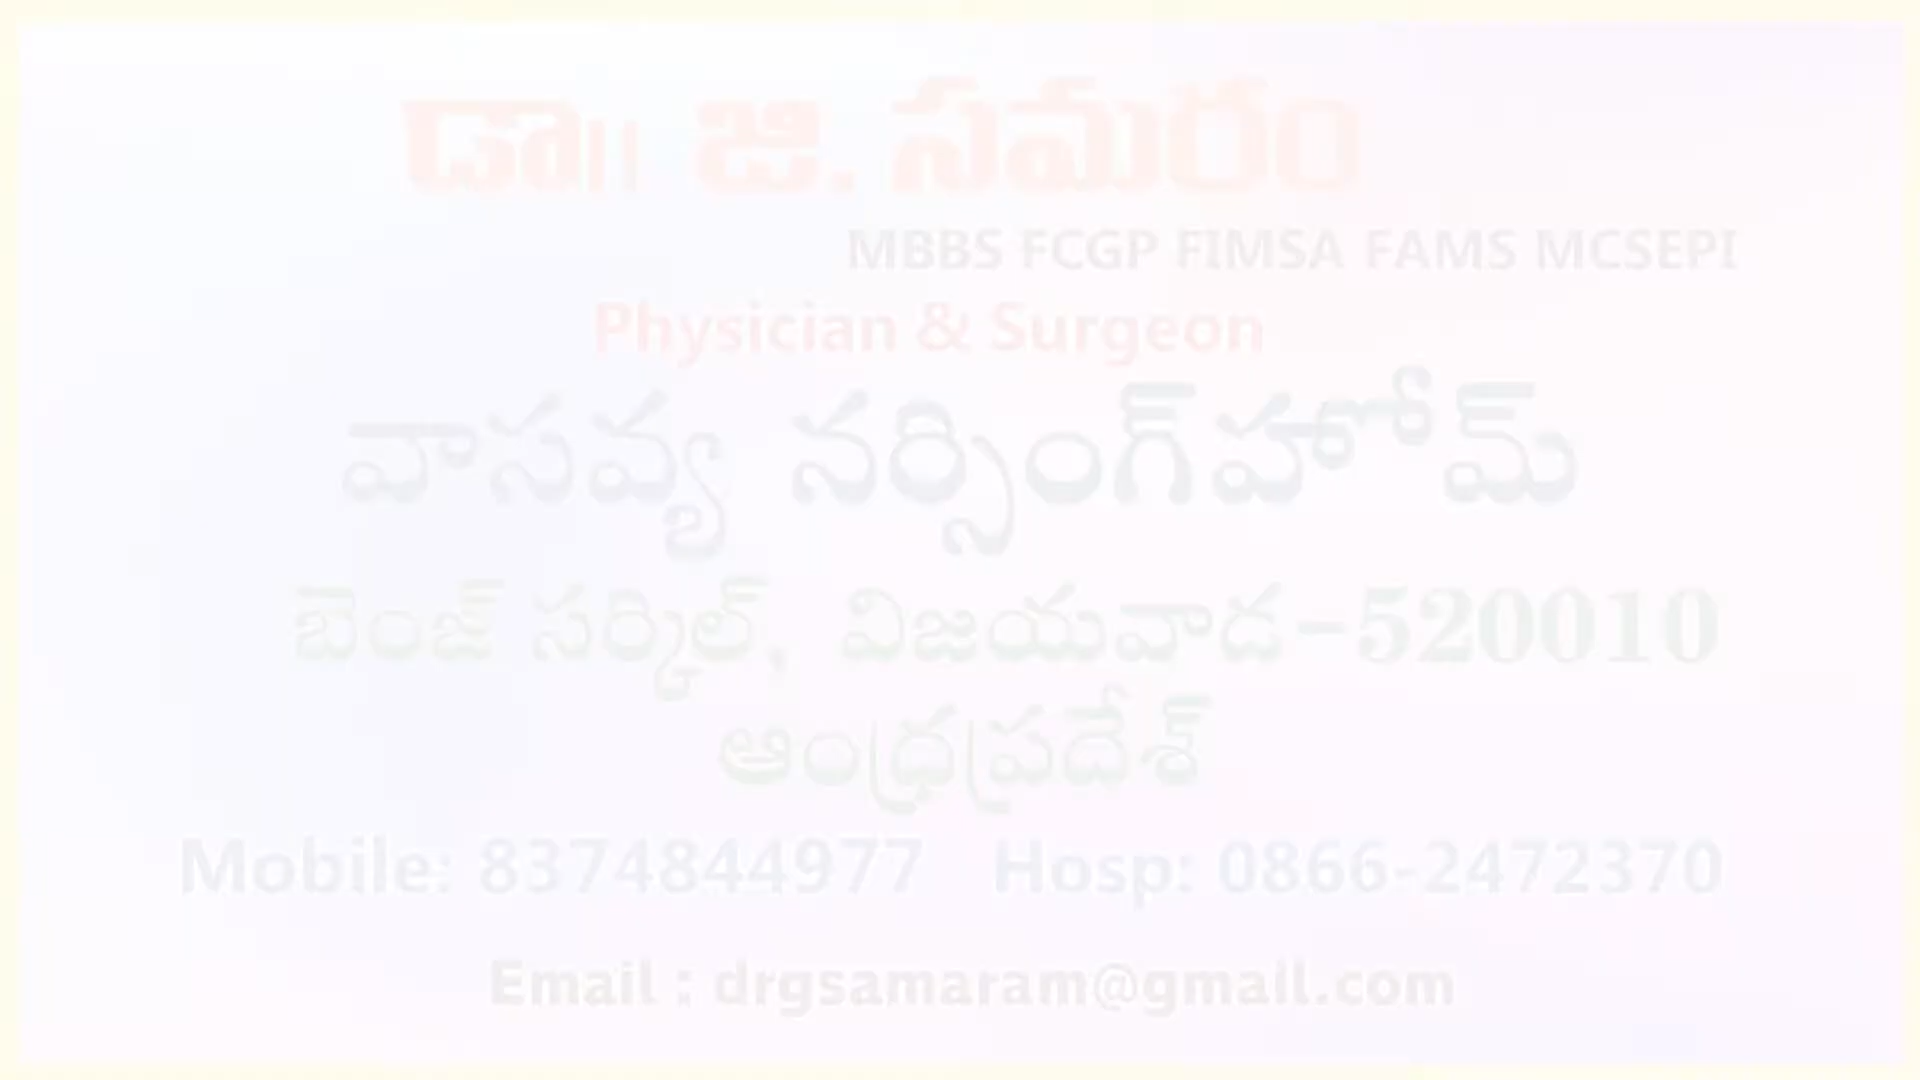 డా॥ జి. సమరం
MBBS FCGP FIMSA FAMS MCSEPI
Physician & Surgeon
వాసవ్య నర్సింగ్‌హోమ్
బెంజ్ సర్కిల్, విజయవాడ-520010
ఆంధ్రప్రదేశ్
Mobile: 8374844977 Hosp: 0866-2472370
Email : drgsamaram@gmail.com